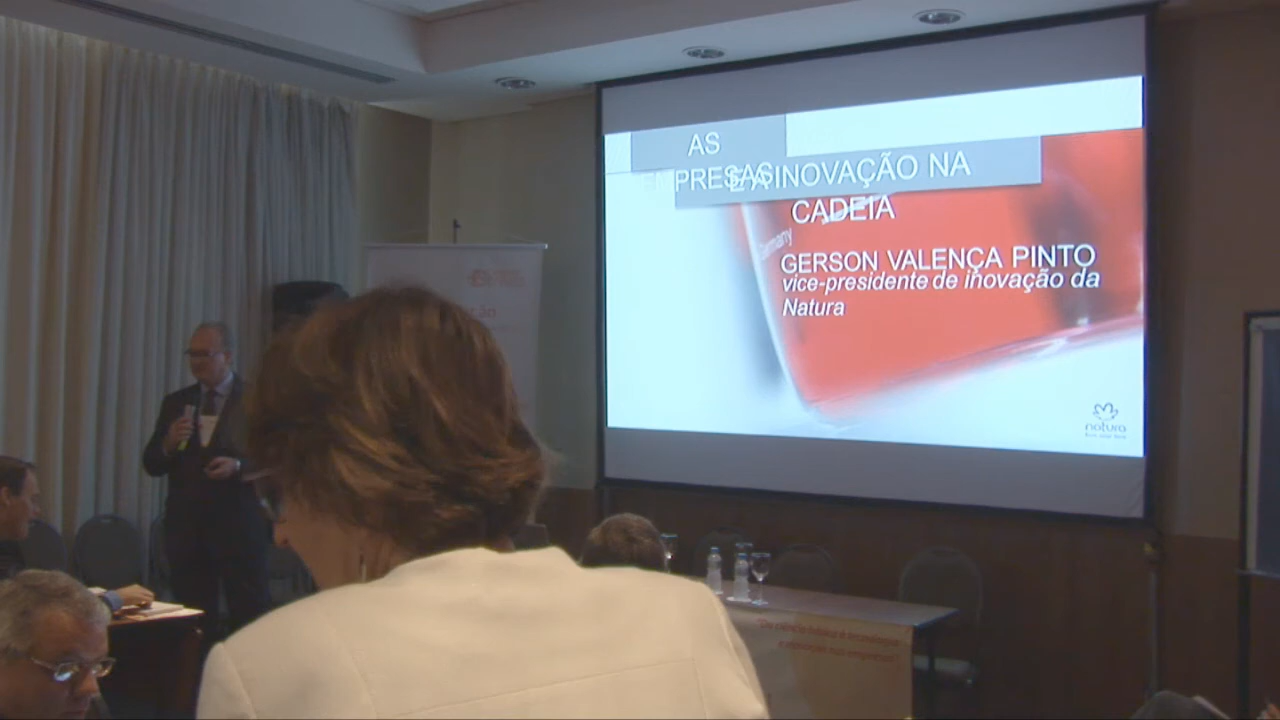 AS
EMPRESAS E A INOVAÇÃO NA
CADEIA
GERSON VALENÇA PINTO
vice-presidente de inovação da
Natura
Germany
natura